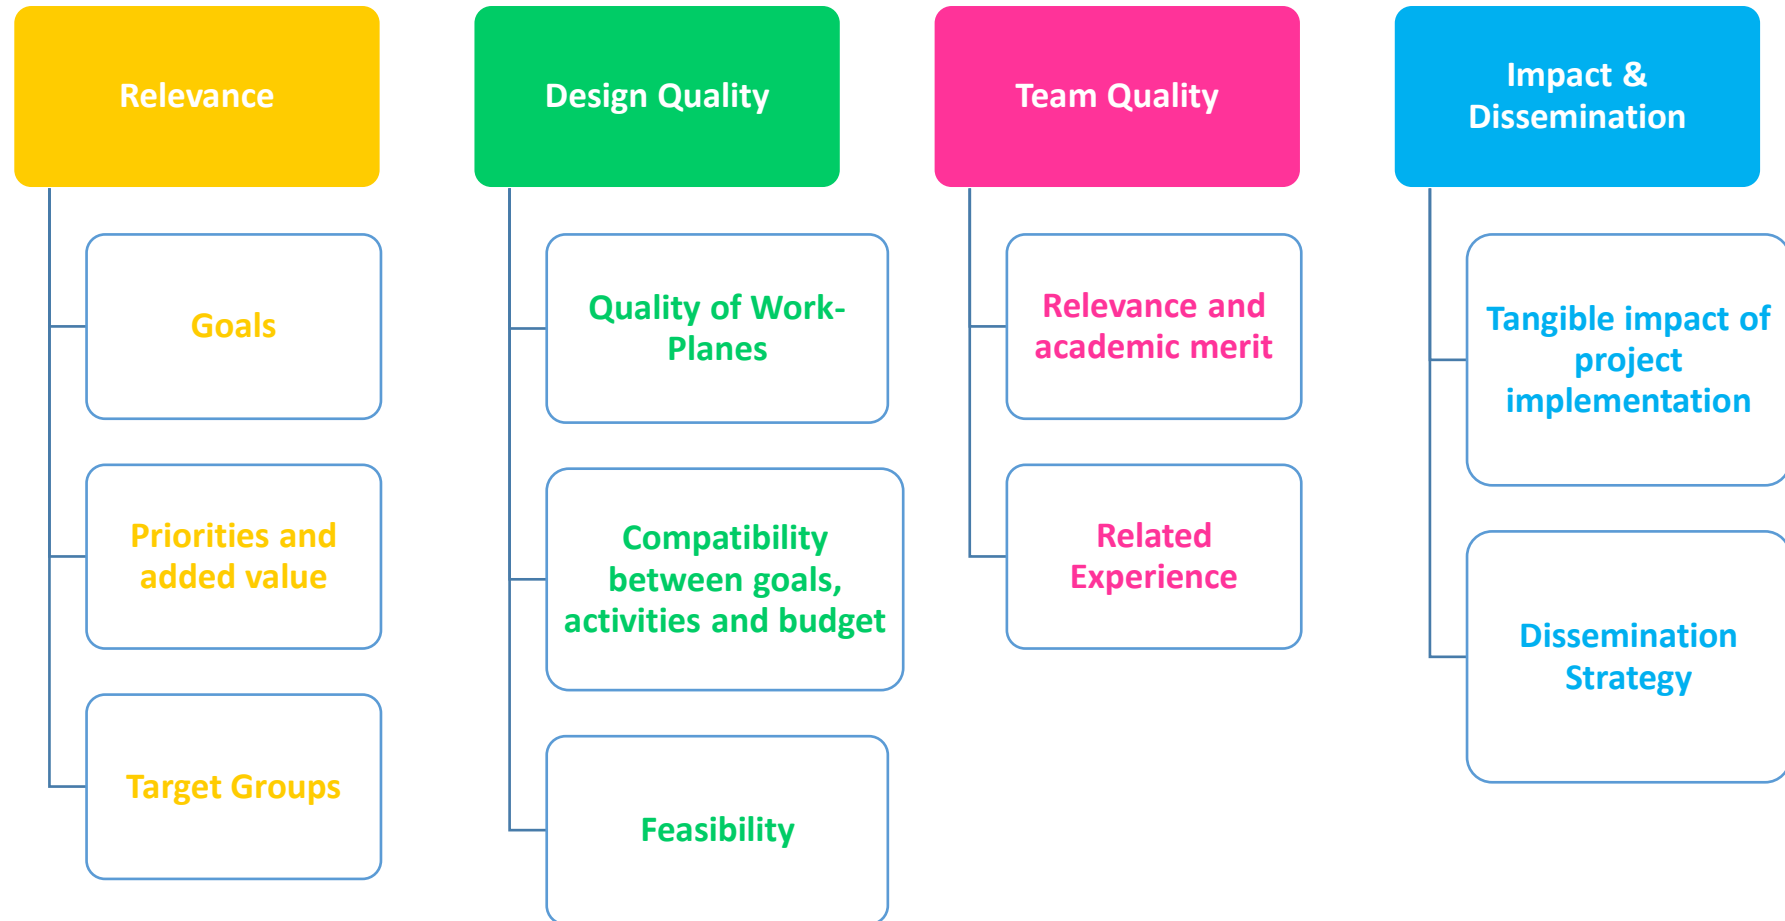 Relevance
Goals
Priorities and
added value
Target Groups
Design Quality
Quality of Work-
Planes
Compatibility
between goals,
activities and budget
Feasibility
Team Quality
Relevance and
academic merit
Related
Experience
Impact &
Dissemination
Tangible impact of
project
implementation
Dissemination
Strategy